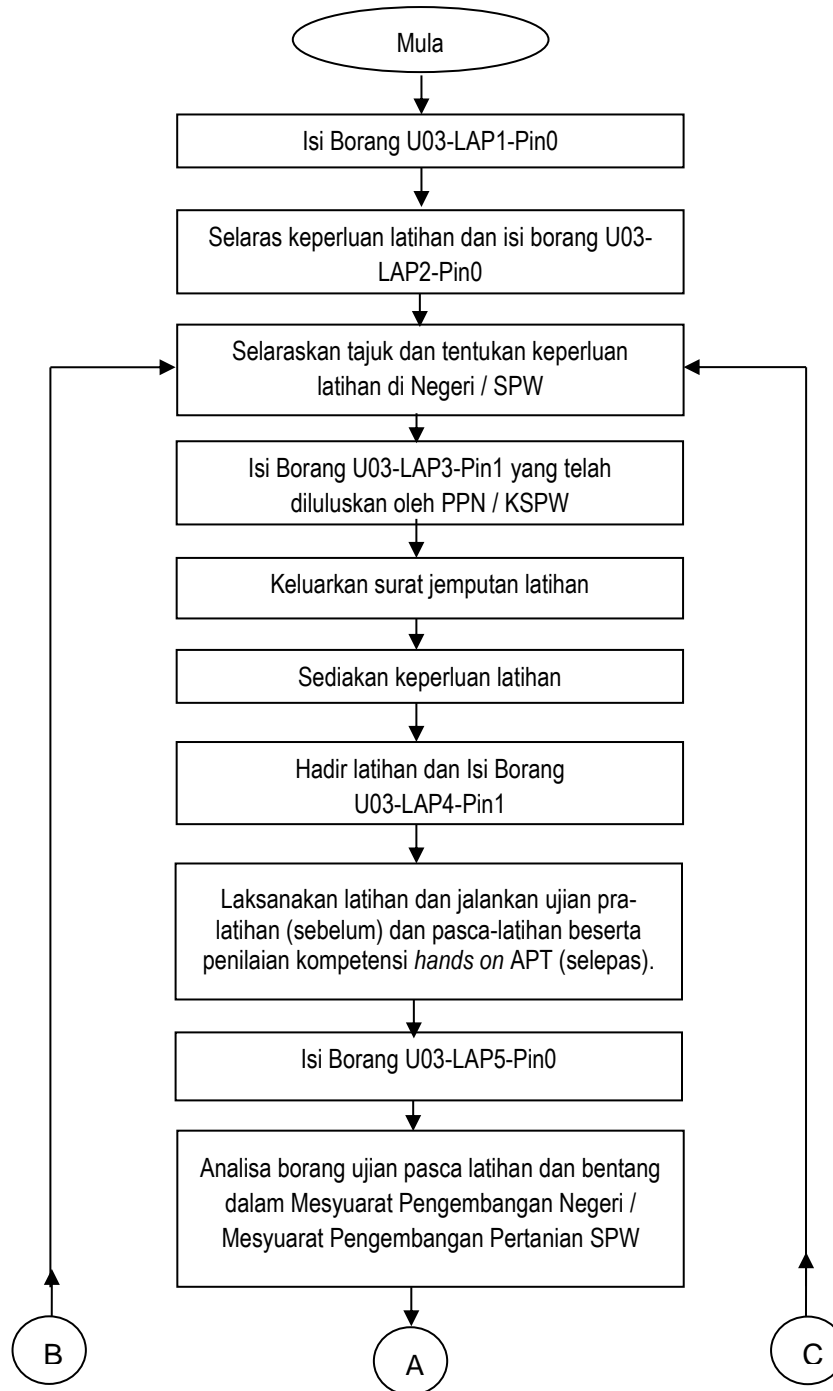 Mula
Isi Borang U03-LAP1-Pin0
Selaras keperluan latihan dan isi borang U03-
LAP2-Pin0
Selaraskan tajuk dan tentukan keperluan
latihan di Negeri / SPW
Isi Borang U03-LAP3-Pin1 yang telah
diluluskan oleh PPN / KSPW
Keluarkan surat jemputan latihan
Sediakan keperluan latihan
Hadir latihan dan Isi Borang
U03-LAP4-Pin1
Laksanakan latihan dan jalankan ujian pra-
latihan (sebelum) dan pasca-latihan beserta
penilaian kompetensi hands on APT (selepas).
Isi Borang U03-LAP5-Pin0
Analisa borang ujian pasca latihan dan bentang
dalam Mesyuarat Pengembangan Negeri /
Mesyuarat Pengembangan Pertanian SPW
B
A
C